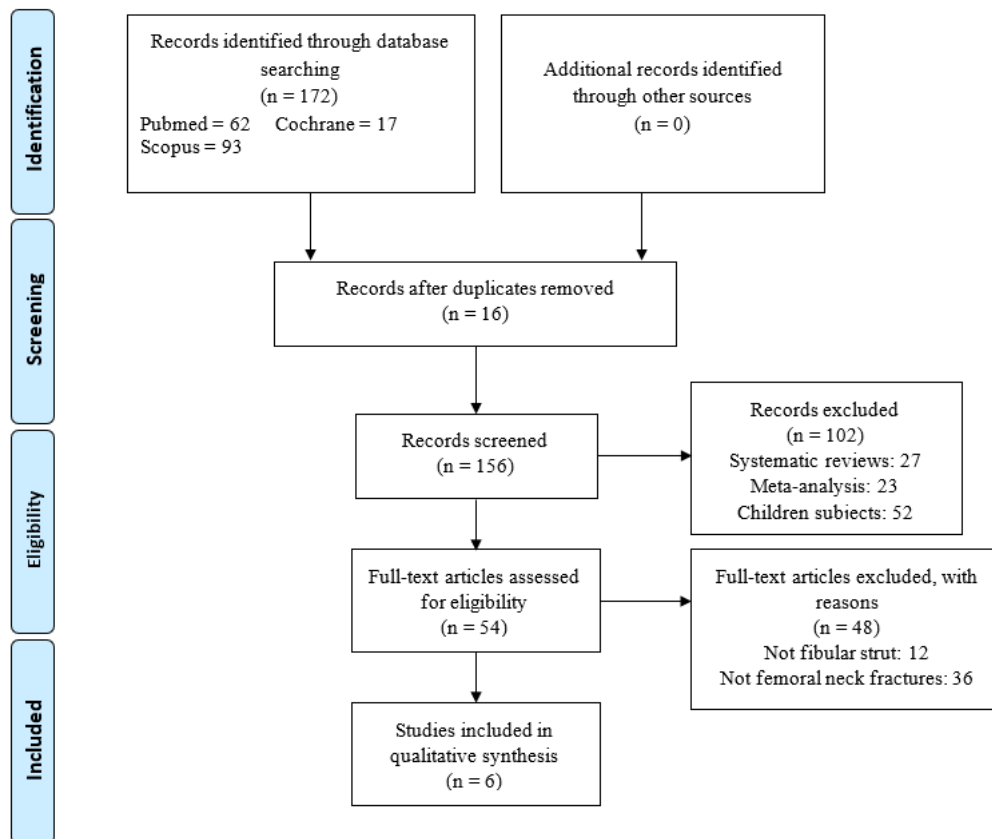 Identification
Records identified through database
searching
(n = 172)
Pubmed = 62 Cochrane = 17
Scopus = 93
Additional records identified
through other sources
(n = 0)
Screening
Records after duplicates removed
(n = 16)
Records screened
(n = 156)
Records excluded
(n = 102)
Systematic reviews: 27
Meta-analysis: 23
Children subjects: 52
Eligibility
Full-text articles assessed
for eligibility
(n = 54)
Full-text articles excluded, with
reasons
(n = 48)
Not fibular strut: 12
Not femoral neck fractures: 36
Included
Studies included in
qualitative synthesis
(n = 6)